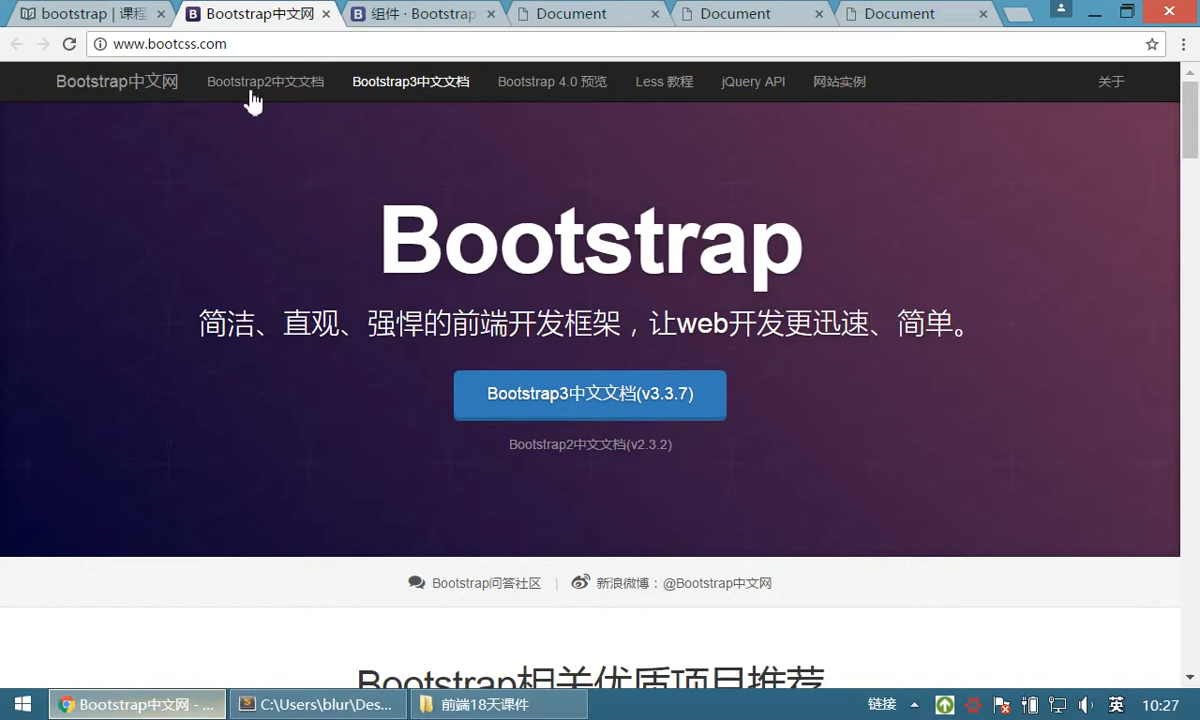 bootstrap | 课程
Bootstrap中文网
组件 · Bootstrap
Document
Document
Document
www.bootcss.com
Bootstrap中文网 Bootstrap2中文文档 Bootstrap3中文文档 Bootstrap 4.0 预览 Less 教程 jQuery API 网站实例 关于
Bootstrap
简洁、直观、强悍的前端开发框架，让web开发更迅速、简单。
Bootstrap3中文文档(v3.3.7)
Bootstrap2中文文档(v2.3.2)
Bootstrap问答社区 | 新浪微博：@Bootstrap中文网
Bootstrap相关优质项目推荐
Bootstrap中文网 - ... C:\Users\blur\Des... 前端18天课件 链接 英 10:27